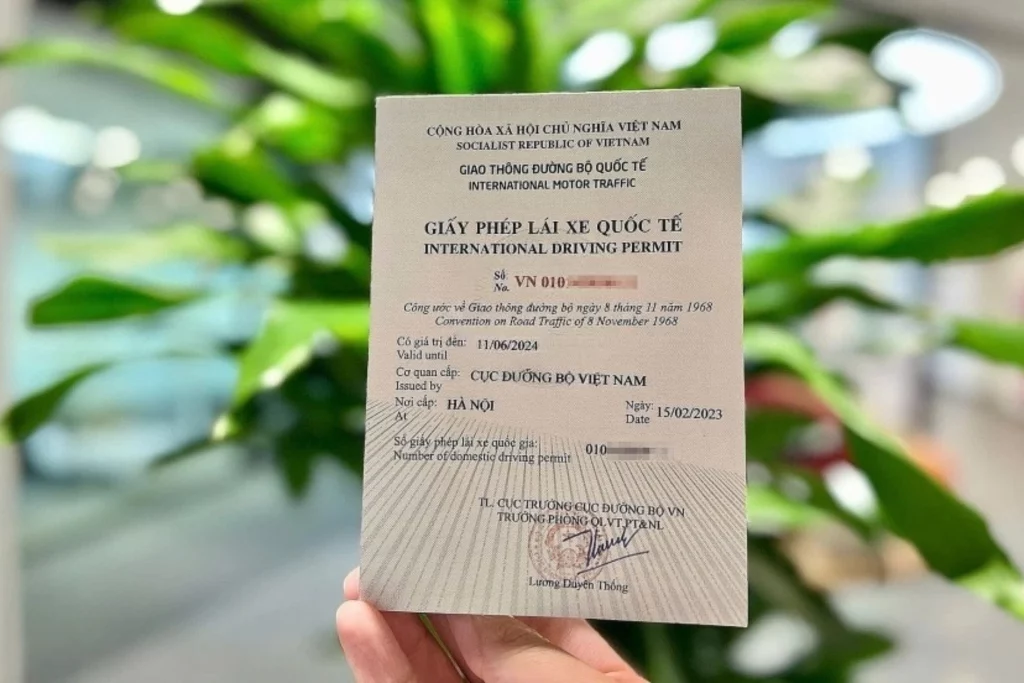 CỘNG HÒA XÃ HỘI CHỦ NGHĨA VIỆT NAM
SOCIALIST REPUBLIC OF VIETNAM
GIAO THÔNG ĐƯỜNG BỘ QUỐC TẾ
INTERNATIONAL MOTOR TRAFFIC
GIẤY PHÉP LÁI XE QUỐC TẾ
INTERNATIONAL DRIVING PERMIT
Số
No. VN 010
Công ước về Giao thông đường bộ ngày 8 tháng 11 năm 1968
Convention on Road Traffic of 8 November 1968
Có giá trị đến: 11/06/2024
Valid until
Cơ quan cấp: CỤC ĐƯỜNG BỘ VIỆT NAM
Issued by
Nơi cấp: HÀ NỘI Ngày: 15/02/2023
At Date
Số giấy phép lái xe quốc gia: 010
Number of domestic driving permit
TL. CỤC TRƯỞNG CỤC ĐƯỜNG BỘ VN
TRƯỞNG PHÒNG QLVT,PT&NL
Lương Duyên Thống